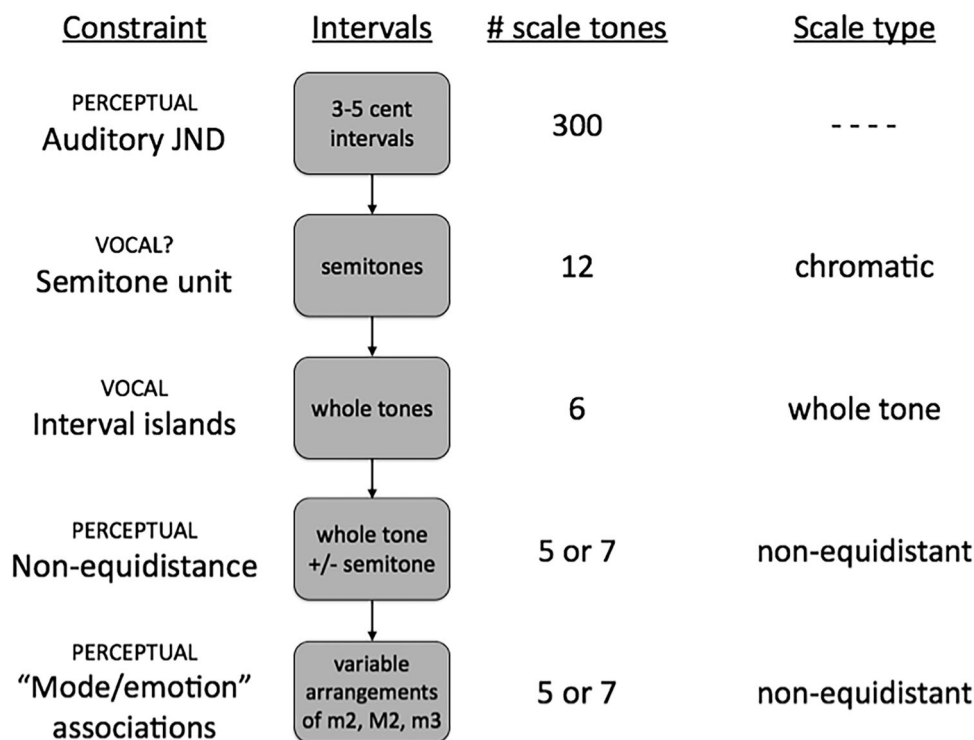 Constraint Intervals # scale tones Scale type
PERCEPTUAL
Auditory JND
3-5 cent
intervals
300
- - - -
VOCAL?
Semitone unit
semitones
12
chromatic
VOCAL
Interval islands
whole tones
6
whole tone
PERCEPTUAL
Non-equidistance
whole tone
+/- semitone
5 or 7
non-equidistant
PERCEPTUAL
“Mode/emotion”
associations
variable
arrangements
of m2, M2, m3
5 or 7
non-equidistant